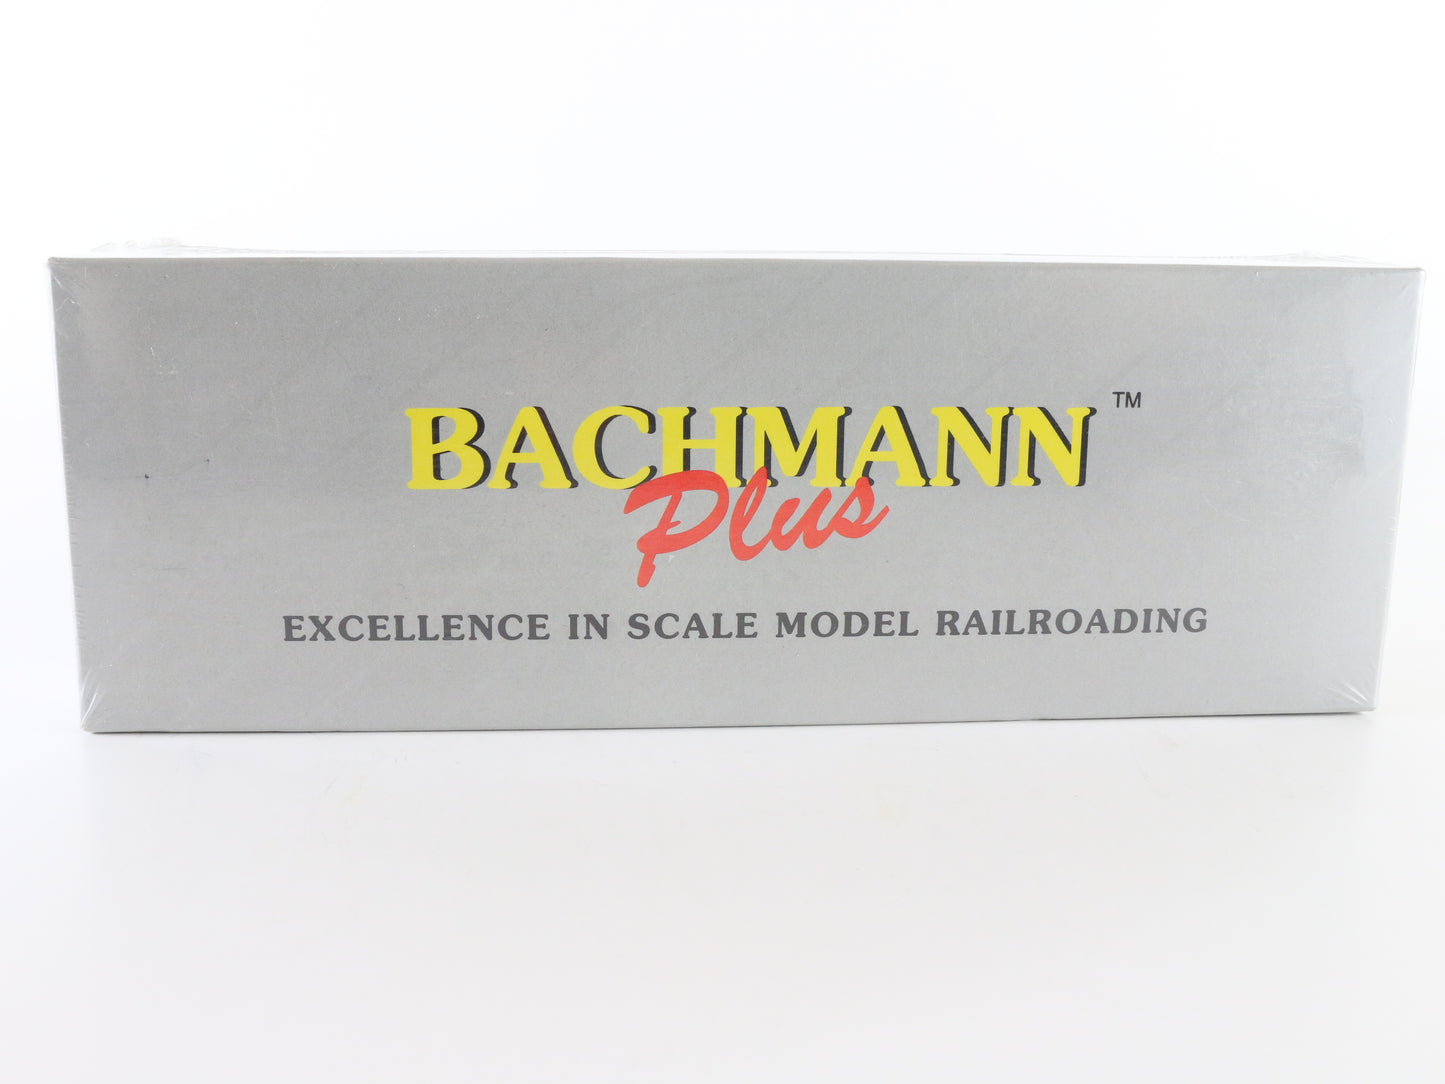 BACHMANN™
Plus
EXCELLENCE IN SCALE MODEL RAILROADING